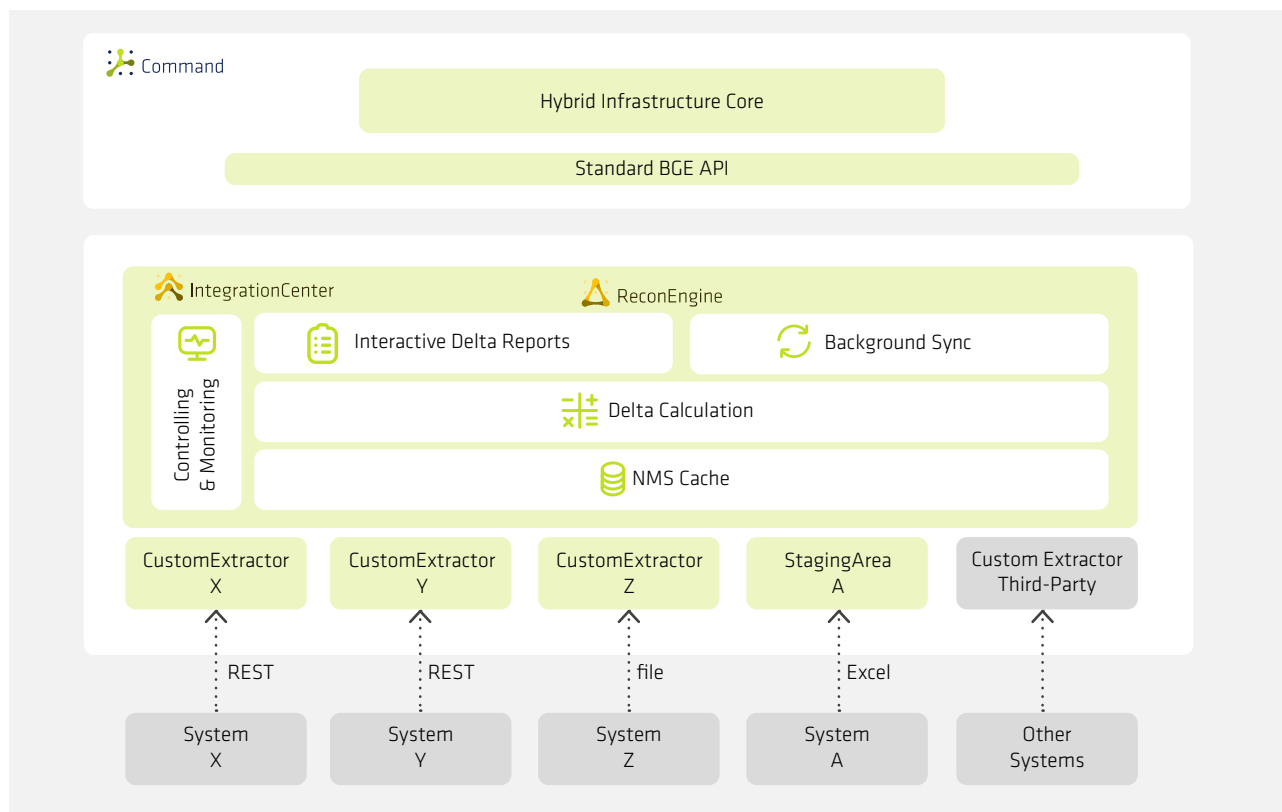 Command
Hybrid Infrastructure Core
Standard BGE API
IntegrationCenter
ReconEngine
Controlling
& Monitoring
Interactive Delta Reports
Background Sync
Delta Calculation
NMS Cache
CustomExtractor
X
CustomExtractor
Y
CustomExtractor
Z
StagingArea
A
Custom Extractor
Third-Party
REST
REST
file
Excel
System
X
System
Y
System
Z
System
A
Other
Systems